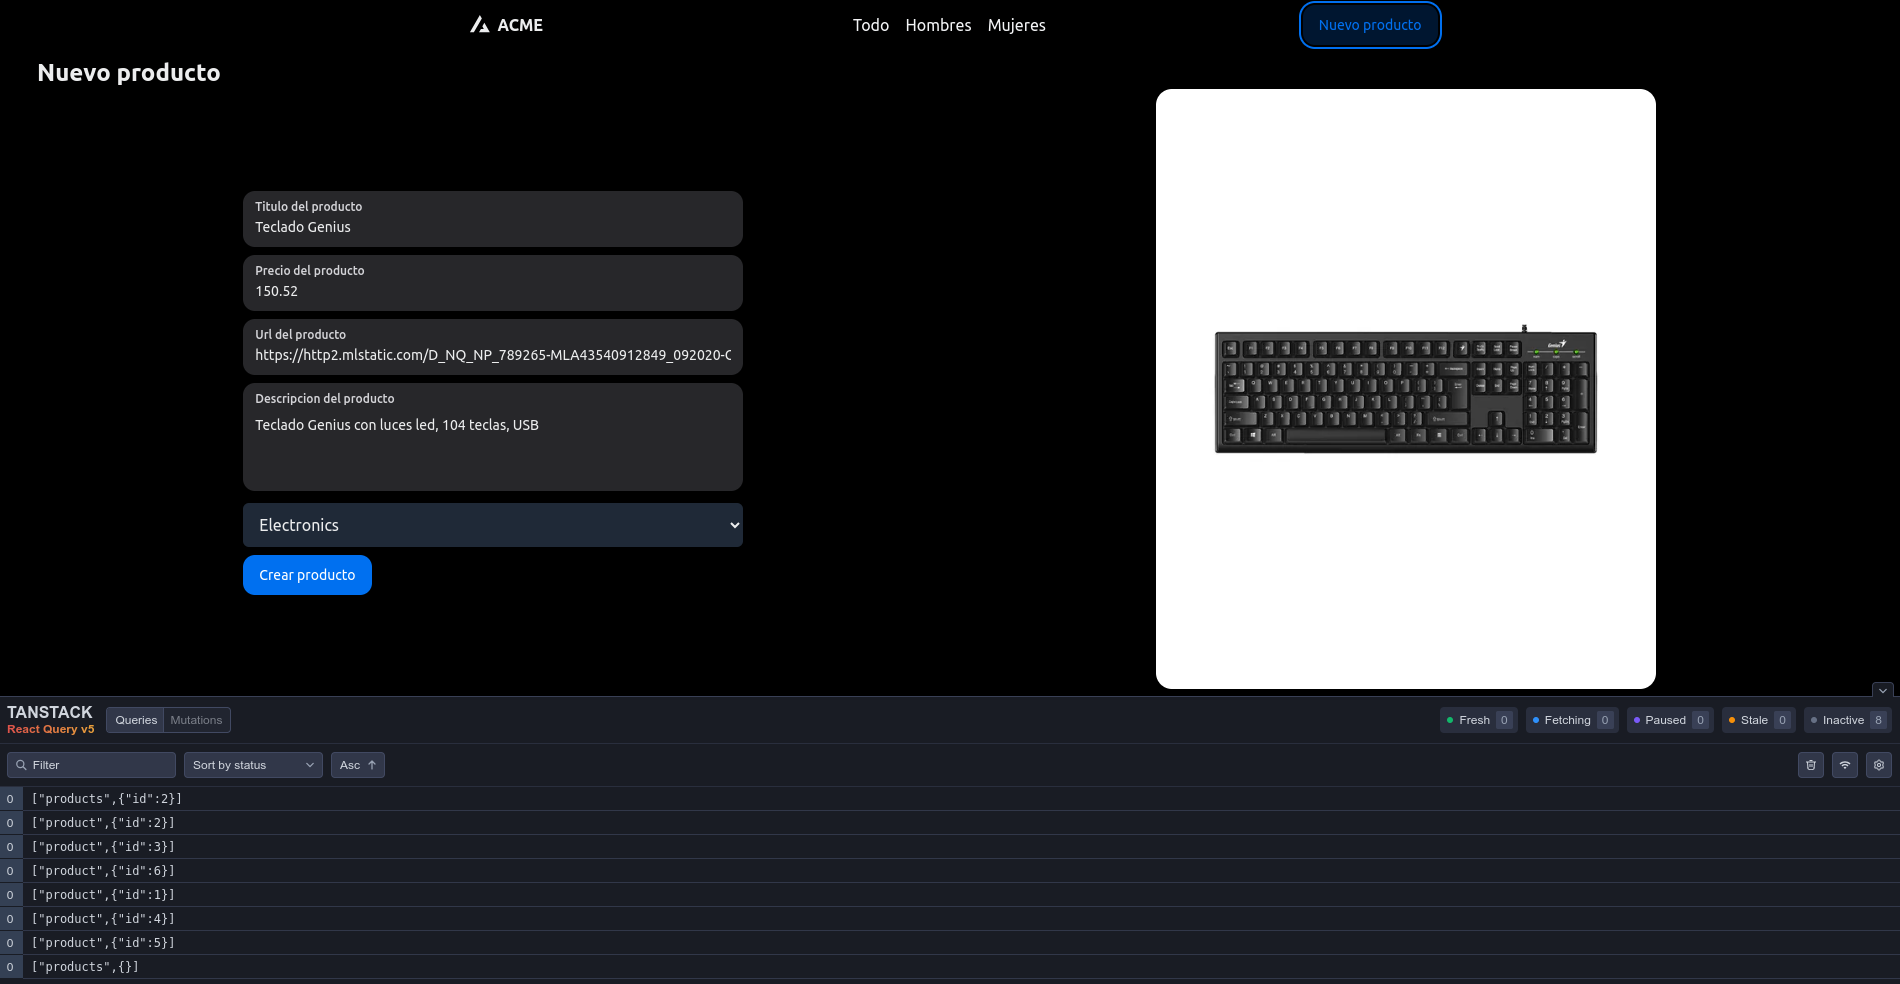 ACME
Todo Hombres Mujeres
Nuevo producto
Nuevo producto
Titulo del producto
Teclado Genius
Precio del producto
150.52
Url del producto
https://http2.mlstatic.com/D_NQ_NP_789265-MLA43540912849_092020-O
Descripcion del producto
Teclado Genius con luces led, 104 teclas, USB
Electronics
Crear producto
Genius
TANSTACK
React Query v5
Queries Mutations
Fresh 0 Fetching 0 Paused 0 Stale 0 Inactive 8
Filter
Sort by status
Asc
0 ["products",{"id":2}]
0 ["product",{"id":2}]
0 ["product",{"id":3}]
0 ["product",{"id":6}]
0 ["product",{"id":1}]
0 ["product",{"id":4}]
0 ["product",{"id":5}]
0 ["products",{}]